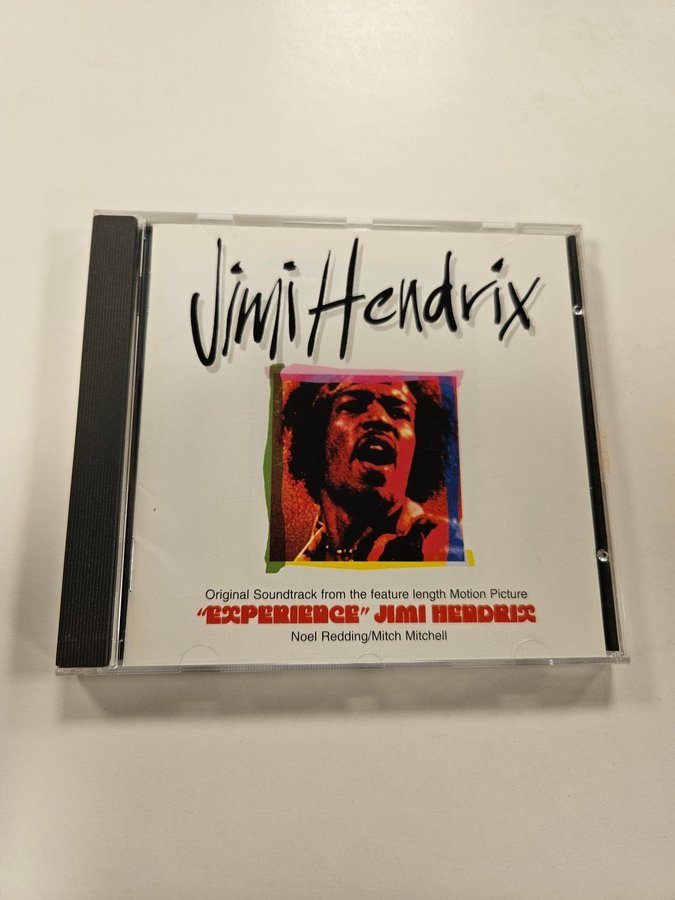 Jimi Hendrix
Original Soundtrack from the feature length Motion Picture
"EXPERIENCE" JIMI HENDRIX
Noel Redding/Mitch Mitchell